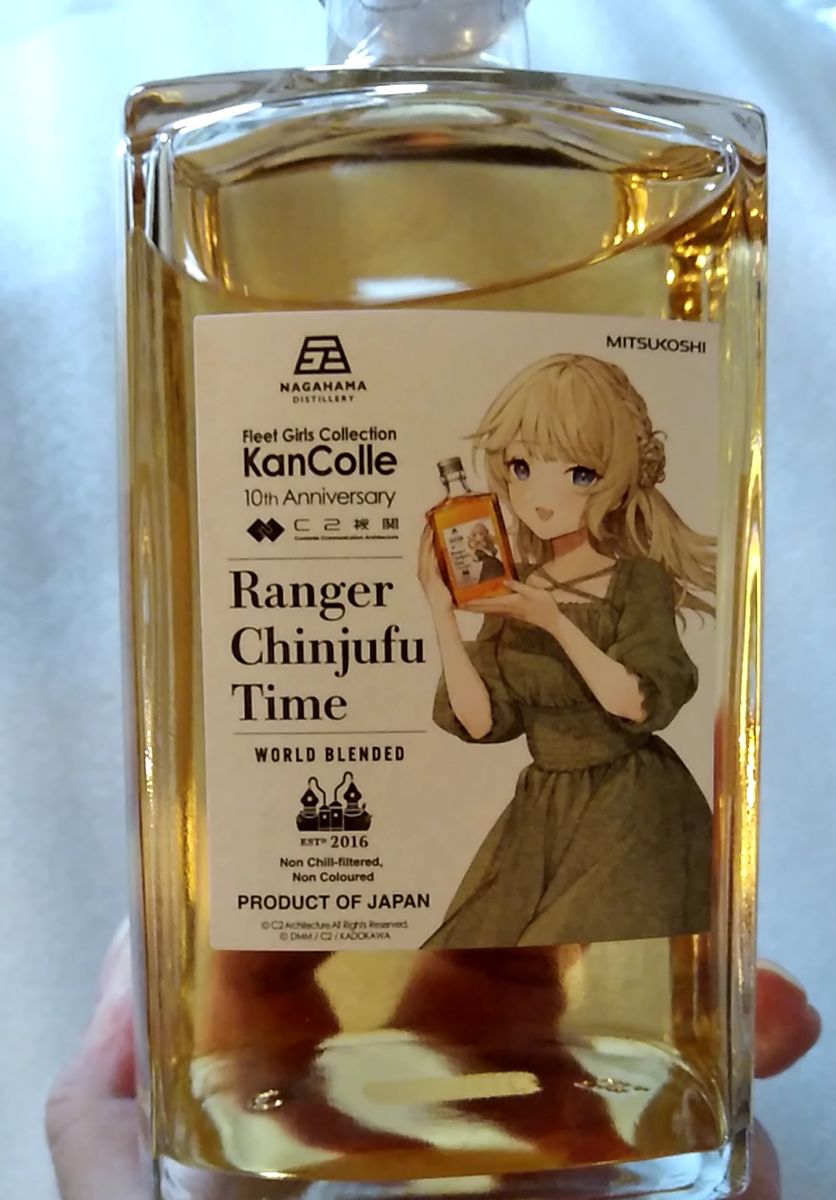 NAGAHAMA
DISTILLERY
MITSUKOSHI
Fleet Girls Collection
KanColle
10th Anniversary
C2機関
Contents Communication Architecture
Ranger
Chinjufu
Time
WORLD BLENDED
ESTD 2016
Non Chill-filtered,
Non Coloured
PRODUCT OF JAPAN
© C2 Architecture All Rights Reserved.
© DMM / C2 / KADOKAWA